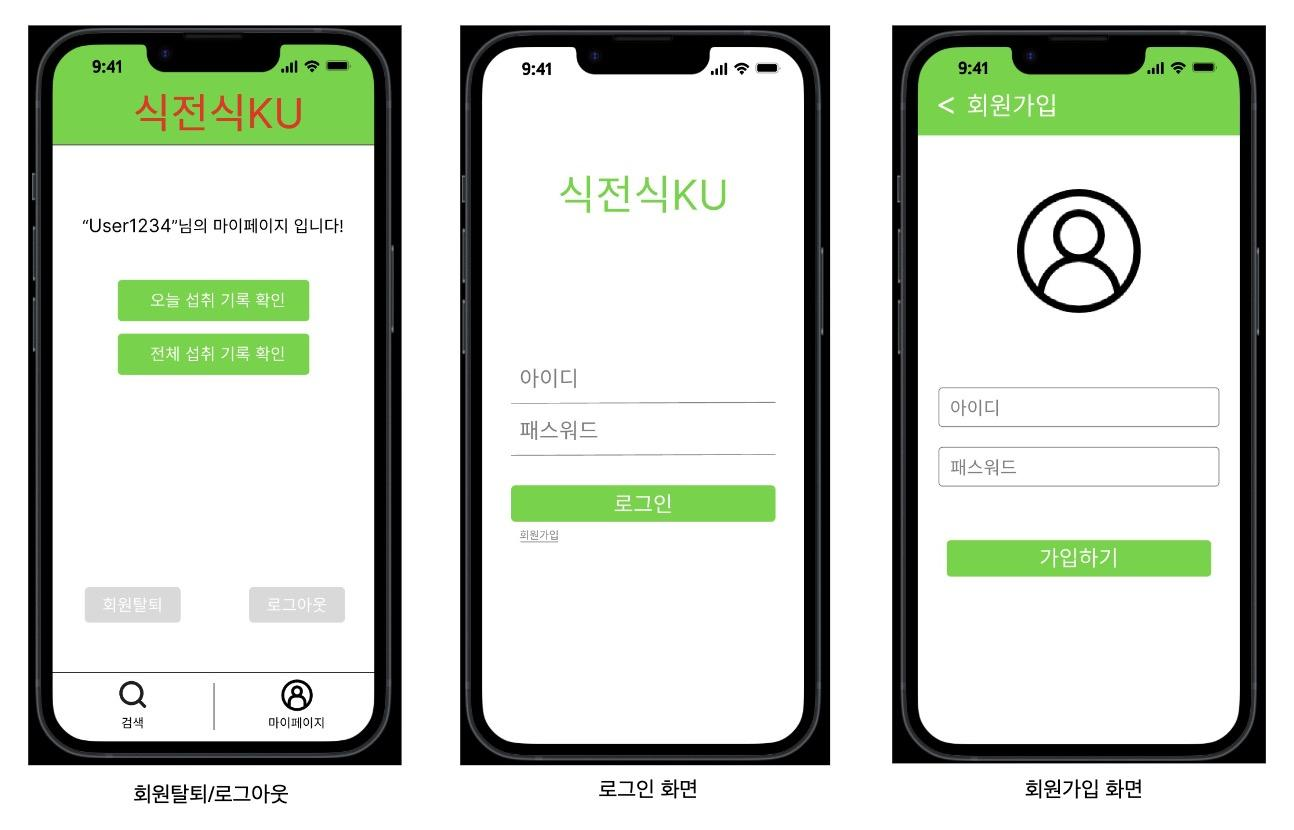 9:41
식전식KU
“User1234”님의 마이페이지 입니다!
오늘 섭취 기록 확인
전체 섭취 기록 확인
회원탈퇴
로그아웃
검색
마이페이지
회원탈퇴/로그아웃
9:41
식전식KU
아이디
패스워드
로그인
회원가입
로그인 화면
9:41
< 회원가입
아이디
패스워드
가입하기
회원가입 화면